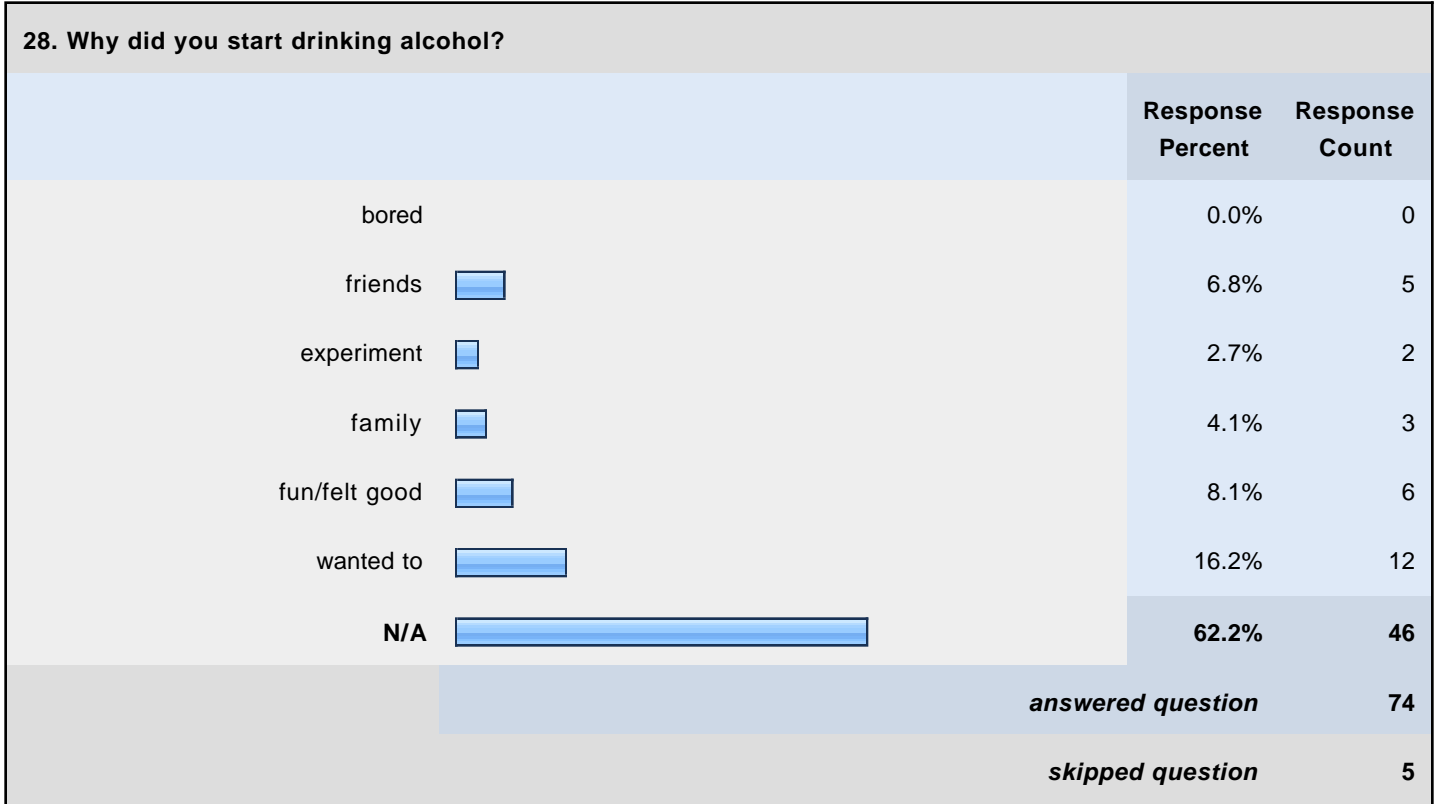 28. Why did you start drinking alcohol?
Response Percent Response Count
bored 0.0% 0
friends 6.8% 5
experiment 2.7% 2
family 4.1% 3
fun/felt good 8.1% 6
wanted to 16.2% 12
N/A 62.2% 46
answered question 74
skipped question 5